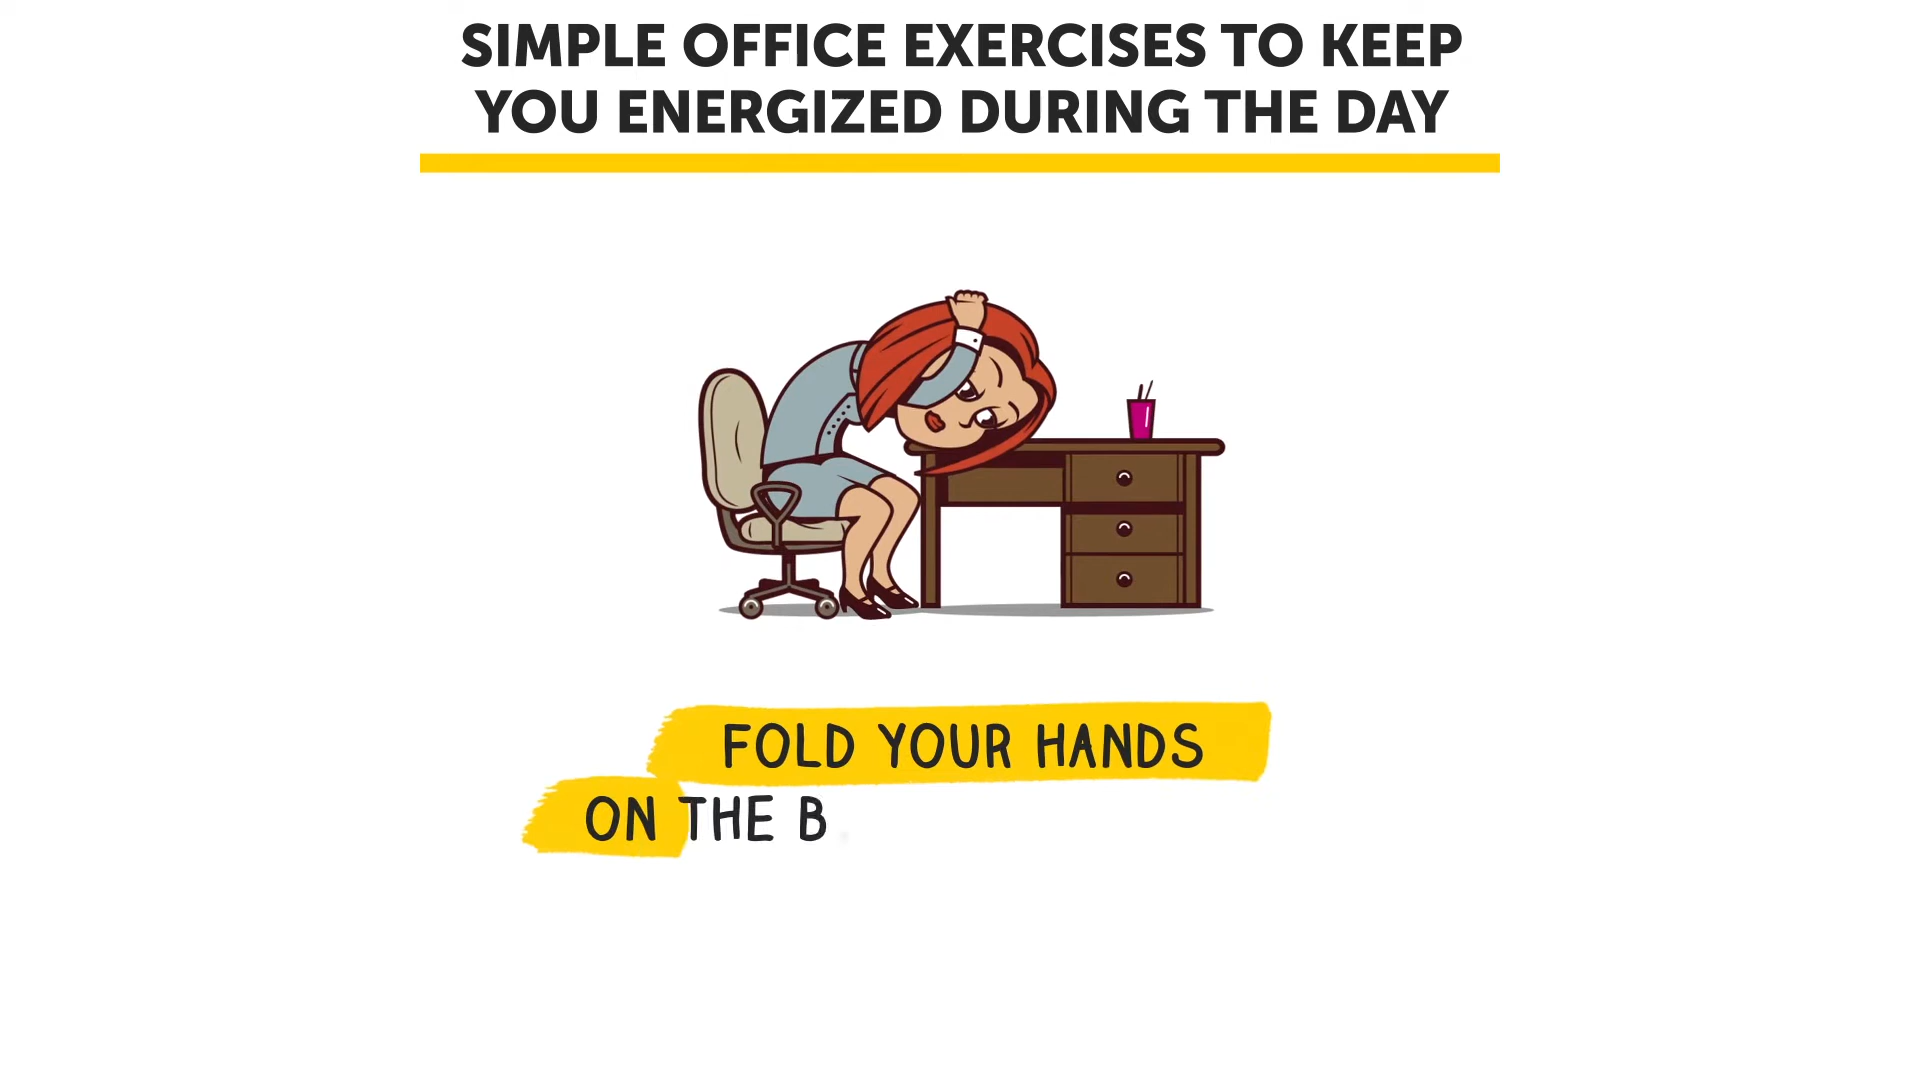 SIMPLE OFFICE EXERCISES TO KEEP
YOU ENERGIZED DURING THE DAY
FOLD YOUR HANDS
ON THE B